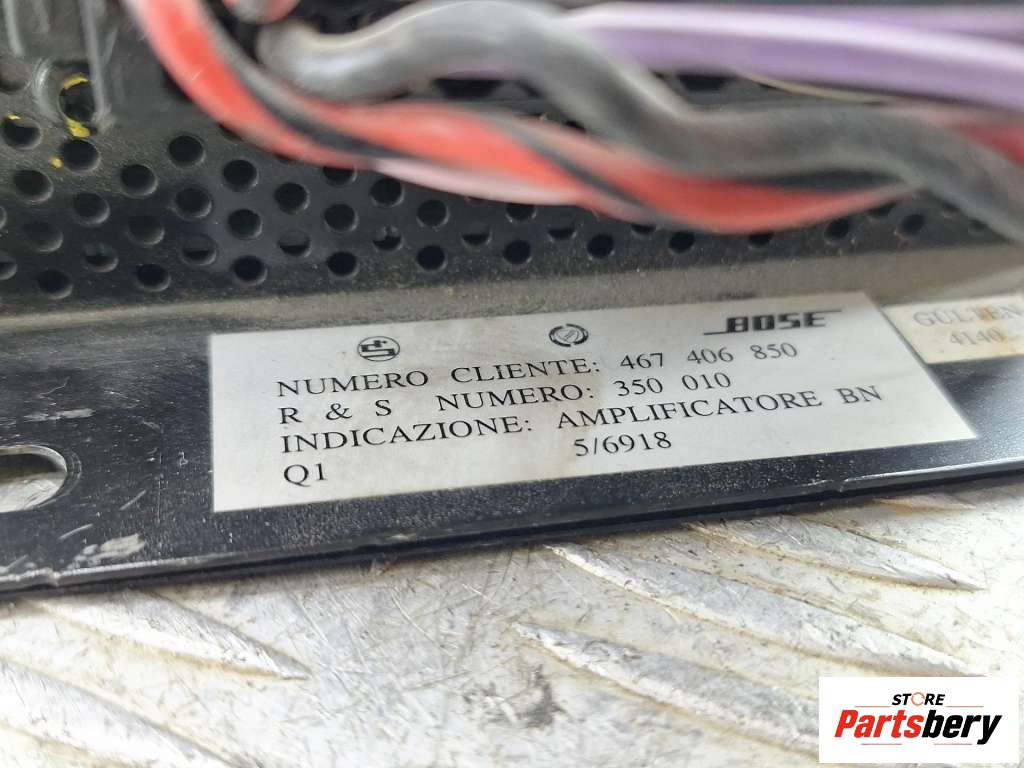 BOSE
NUMERO CLIENTE: 467 406 850
R & S NUMERO: 350 010
INDICAZIONE: AMPLIFICATORE BN
Q1 5/6918
4140
STORE
Partsbery